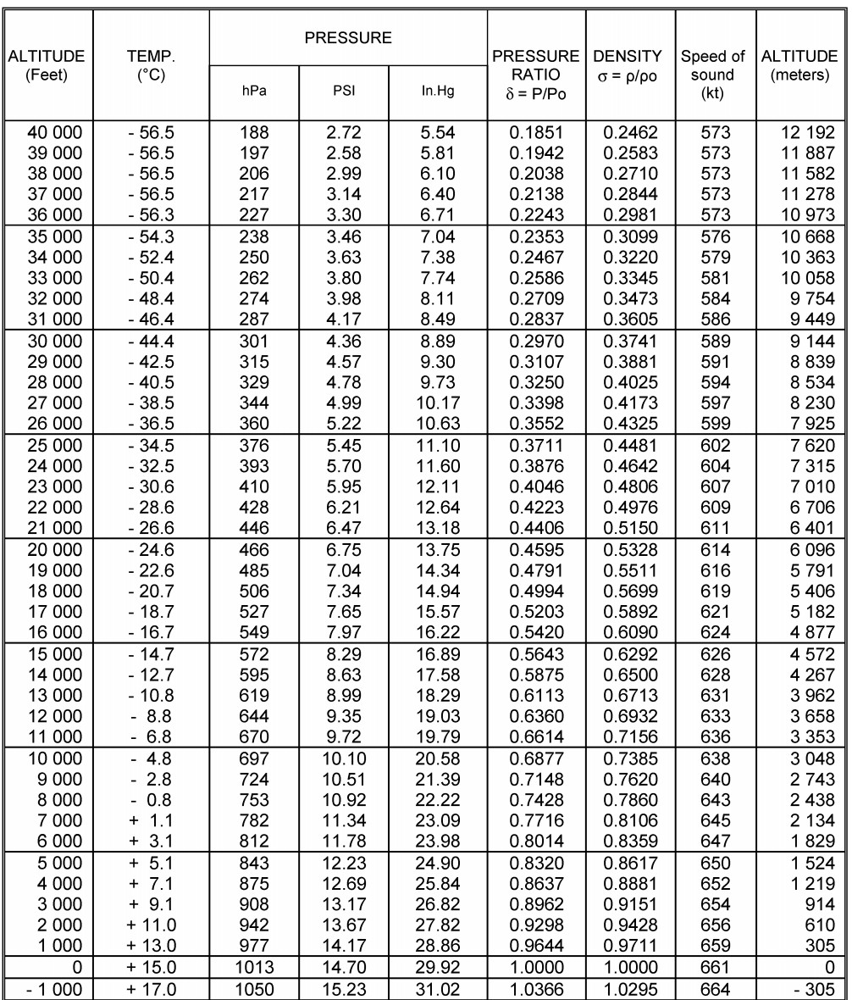 PRESSURE
ALTITUDE (Feet) TEMP. (°C) hPa PSI In.Hg PRESSURE RATIO δ = P/Po DENSITY σ = ρ/ρo Speed of sound (kt) ALTITUDE (meters)
40 000 - 56.5 188 2.72 5.54 0.1851 0.2462 573 12 192
39 000 - 56.5 197 2.58 5.81 0.1942 0.2583 573 11 887
38 000 - 56.5 206 2.99 6.10 0.2038 0.2710 573 11 582
37 000 - 56.5 217 3.14 6.40 0.2138 0.2844 573 11 278
36 000 - 56.3 227 3.30 6.71 0.2243 0.2981 573 10 973
35 000 - 54.3 238 3.46 7.04 0.2353 0.3099 576 10 668
34 000 - 52.4 250 3.63 7.38 0.2467 0.3220 579 10 363
33 000 - 50.4 262 3.80 7.74 0.2586 0.3345 581 10 058
32 000 - 48.4 274 3.98 8.11 0.2709 0.3473 584 9 754
31 000 - 46.4 287 4.17 8.49 0.2837 0.3605 586 9 449
30 000 - 44.4 301 4.36 8.89 0.2970 0.3741 589 9 144
29 000 - 42.5 315 4.57 9.30 0.3107 0.3881 591 8 839
28 000 - 40.5 329 4.78 9.73 0.3250 0.4025 594 8 534
27 000 - 38.5 344 4.99 10.17 0.3398 0.4173 597 8 230
26 000 - 36.5 360 5.22 10.63 0.3552 0.4325 599 7 925
25 000 - 34.5 376 5.45 11.10 0.3711 0.4481 602 7 620
24 000 - 32.5 393 5.70 11.60 0.3876 0.4642 604 7 315
23 000 - 30.6 410 5.95 12.11 0.4046 0.4806 607 7 010
22 000 - 28.6 428 6.21 12.64 0.4223 0.4976 609 6 706
21 000 - 26.6 446 6.47 13.18 0.4406 0.5150 611 6 401
20 000 - 24.6 466 6.75 13.75 0.4595 0.5328 614 6 096
19 000 - 22.6 485 7.04 14.34 0.4791 0.5511 616 5 791
18 000 - 20.7 506 7.34 14.94 0.4994 0.5699 619 5 406
17 000 - 18.7 527 7.65 15.57 0.5203 0.5892 621 5 182
16 000 - 16.7 549 7.97 16.22 0.5420 0.6090 624 4 877
15 000 - 14.7 572 8.29 16.89 0.5643 0.6292 626 4 572
14 000 - 12.7 595 8.63 17.58 0.5875 0.6500 628 4 267
13 000 - 10.8 619 8.99 18.29 0.6113 0.6713 631 3 962
12 000 - 8.8 644 9.35 19.03 0.6360 0.6932 633 3 658
11 000 - 6.8 670 9.72 19.79 0.6614 0.7156 636 3 353
10 000 - 4.8 697 10.10 20.58 0.6877 0.7385 638 3 048
9 000 - 2.8 724 10.51 21.39 0.7148 0.7620 640 2 743
8 000 - 0.8 753 10.92 22.22 0.7428 0.7860 643 2 438
7 000 + 1.1 782 11.34 23.09 0.7716 0.8106 645 2 134
6 000 + 3.1 812 11.78 23.98 0.8014 0.8359 647 1 829
5 000 + 5.1 843 12.23 24.90 0.8320 0.8617 650 1 524
4 000 + 7.1 875 12.69 25.84 0.8637 0.8881 652 1 219
3 000 + 9.1 908 13.17 26.82 0.8962 0.9151 654 914
2 000 + 11.0 942 13.67 27.82 0.9298 0.9428 656 610
1 000 + 13.0 977 14.17 28.86 0.9644 0.9711 659 305
0 + 15.0 1013 14.70 29.92 1.0000 1.0000 661 0
- 1 000 + 17.0 1050 15.23 31.02 1.0366 1.0295 664 - 305